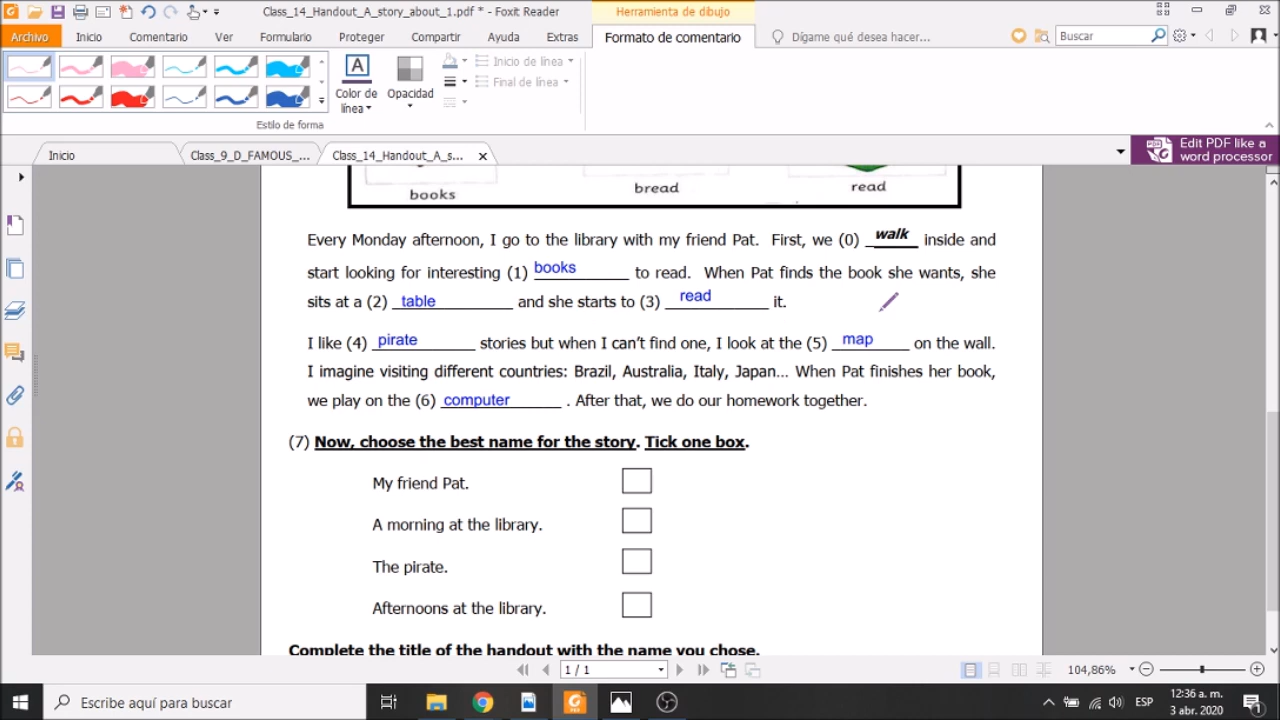 Class_14_Handout_A_story_about_1.pdf * - Foxit Reader
Herramienta de dibujo
Archivo Inicio Comentario Ver Formulario Proteger Compartir Ayuda Extras Formato de comentario Dígame qué desea hacer... Buscar
Color de línea
Opacidad
Inicio de línea
Final de línea
Estilo de forma
Inicio
Class_9_D_FAMOUS_...
Class_14_Handout_A_s...
Edit PDF like a
word processor
books bread read
Every Monday afternoon, I go to the library with my friend Pat. First, we (0) _walk inside and
start looking for interesting (1) books to read. When Pat finds the book she wants, she
sits at a (2) table and she starts to (3) read it.
I like (4) pirate stories but when I can't find one, I look at the (5) map on the wall.
I imagine visiting different countries: Brazil, Australia, Italy, Japan... When Pat finishes her book,
we play on the (6) computer . After that, we do our homework together.
(7) Now, choose the best name for the story. Tick one box.
My friend Pat.
A morning at the library.
The pirate.
Afternoons at the library.
Complete the title of the handout with the name you chose.
1 / 1
104,86%
Escribe aquí para buscar
ESP
12:36 a. m.
3 abr. 2020
1